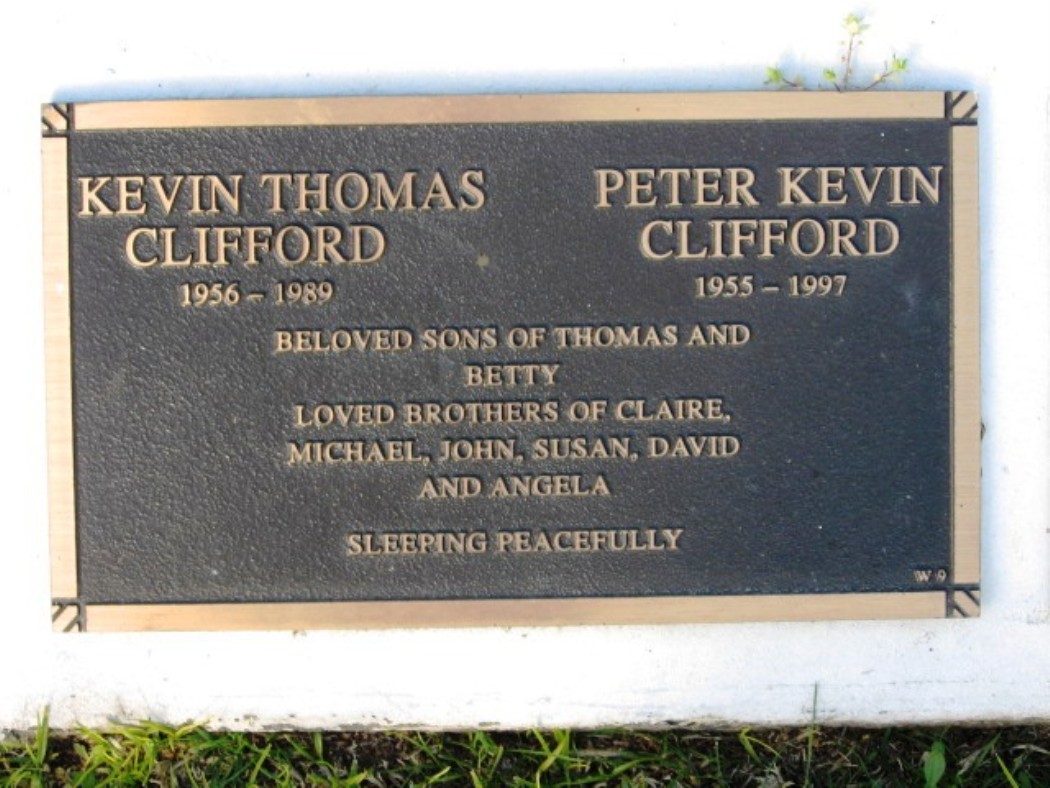 KEVIN THOMAS
CLIFFORD
1956 – 1989
PETER KEVIN
CLIFFORD
1955 – 1997
BELOVED SONS OF THOMAS AND
BETTY
LOVED BROTHERS OF CLAIRE,
MICHAEL, JOHN, SUSAN, DAVID
AND ANGELA
SLEEPING PEACEFULLY
W 9